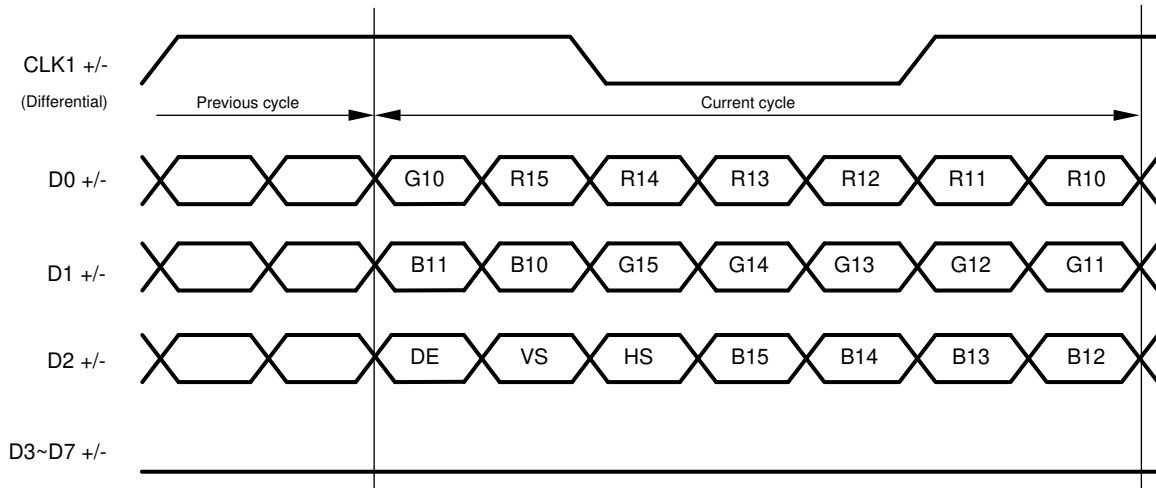 CLK1 +/-
(Differential)
Previous cycle
Current cycle
D0 +/-
G10 R15 R14 R13 R12 R11 R10
D1 +/-
B11 B10 G15 G14 G13 G12 G11
D2 +/-
DE VS HS B15 B14 B13 B12
D3~D7 +/-